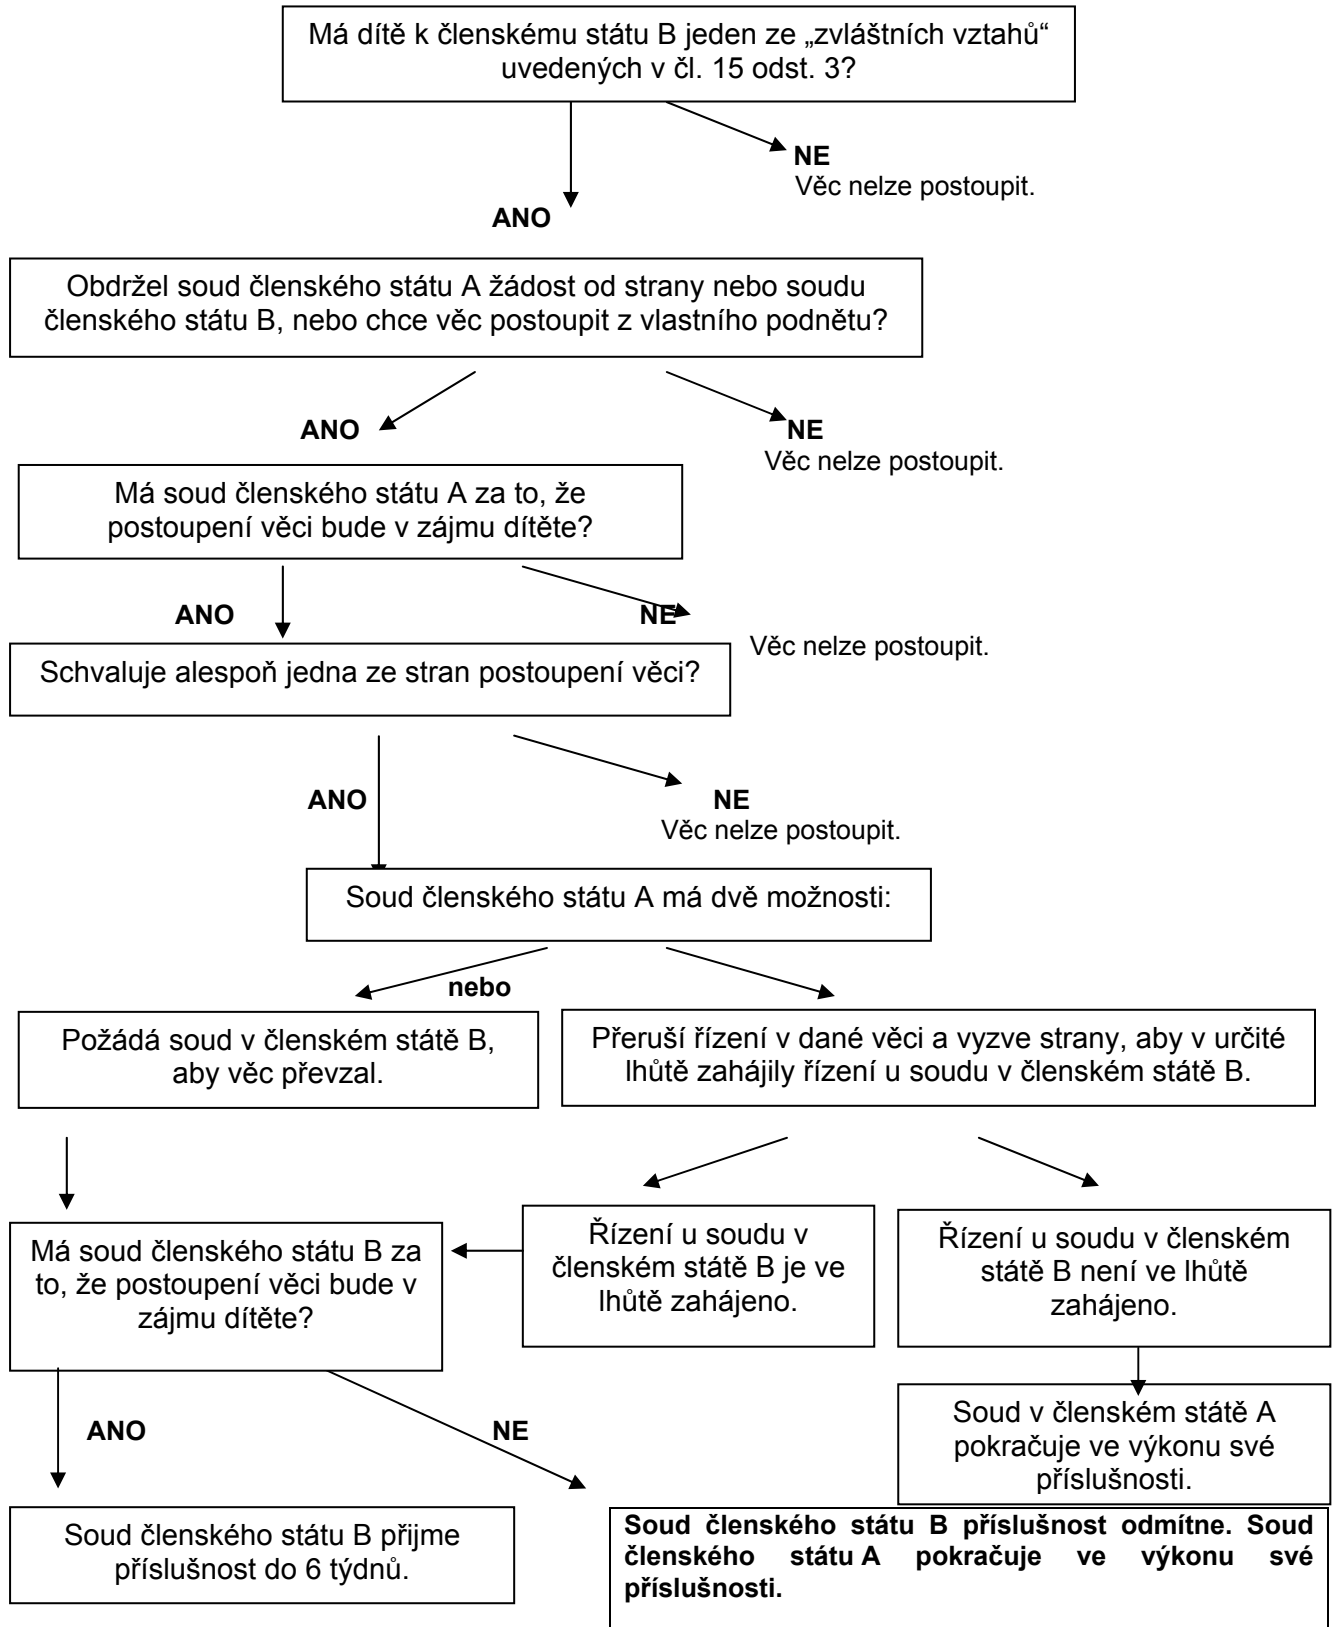 Má dítě k členskému státu B jeden ze „zvláštních vztahů“
uvedených v čl. 15 odst. 3?
NE
Věc nelze postoupit.
ANO
Obdržel soud členského státu A žádost od strany nebo soudu
členského státu B, nebo chce věc postoupit z vlastního podnětu?
ANO
NE
Věc nelze postoupit.
Má soud členského státu A za to, že
postoupení věci bude v zájmu dítěte?
ANO
NE
Věc nelze postoupit.
Schvaluje alespoň jedna ze stran postoupení věci?
ANO
NE
Věc nelze postoupit.
Soud členského státu A má dvě možnosti:
nebo
Požádá soud v členském státě B,
aby věc převzal.
Přeruší řízení v dané věci a vyzve strany, aby v určité
lhůtě zahájily řízení u soudu v členském státě B.
Má soud členského státu B za
to, že postoupení věci bude v
zájmu dítěte?
Řízení u soudu v
členském státě B je ve
lhůtě zahájeno.
Řízení u soudu v členském
státě B není ve lhůtě
zahájeno.
Soud v členském státě A
pokračuje ve výkonu své
příslušnosti.
ANO
NE
Soud členského státu B přijme
příslušnost do 6 týdnů.
Soud členského státu B příslušnost odmítne. Soud
členského státu A pokračuje ve výkonu své
příslušnosti.